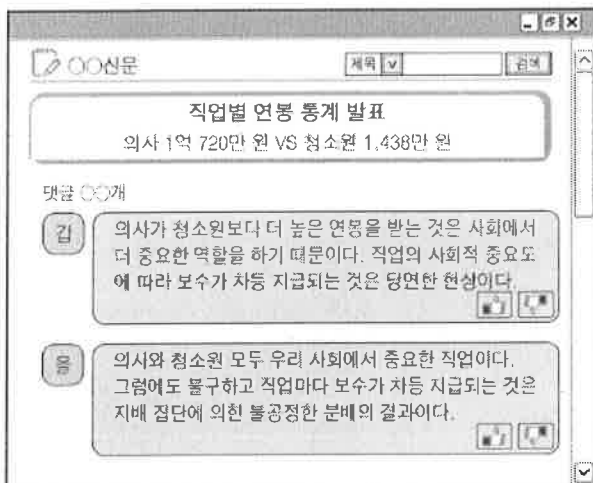 ○○신문
제목 검색
직업별 연봉 통계 발표
의사 1억 720만 원 VS 청소원 1,438만 원
댓글 ○○개
갑
의사가 청소원보다 더 높은 연봉을 받는 것은 사회에서
더 중요한 역할을 하기 때문이다. 직업의 사회적 중요도
에 따라 보수가 차등 지급되는 것은 당연한 현상이다.
을
의사와 청소원 모두 우리 사회에서 중요한 직업이다.
그럼에도 불구하고 직업마다 보수가 차등 지급되는 것은
지배 집단에 의한 불공정한 분배의 결과이다.